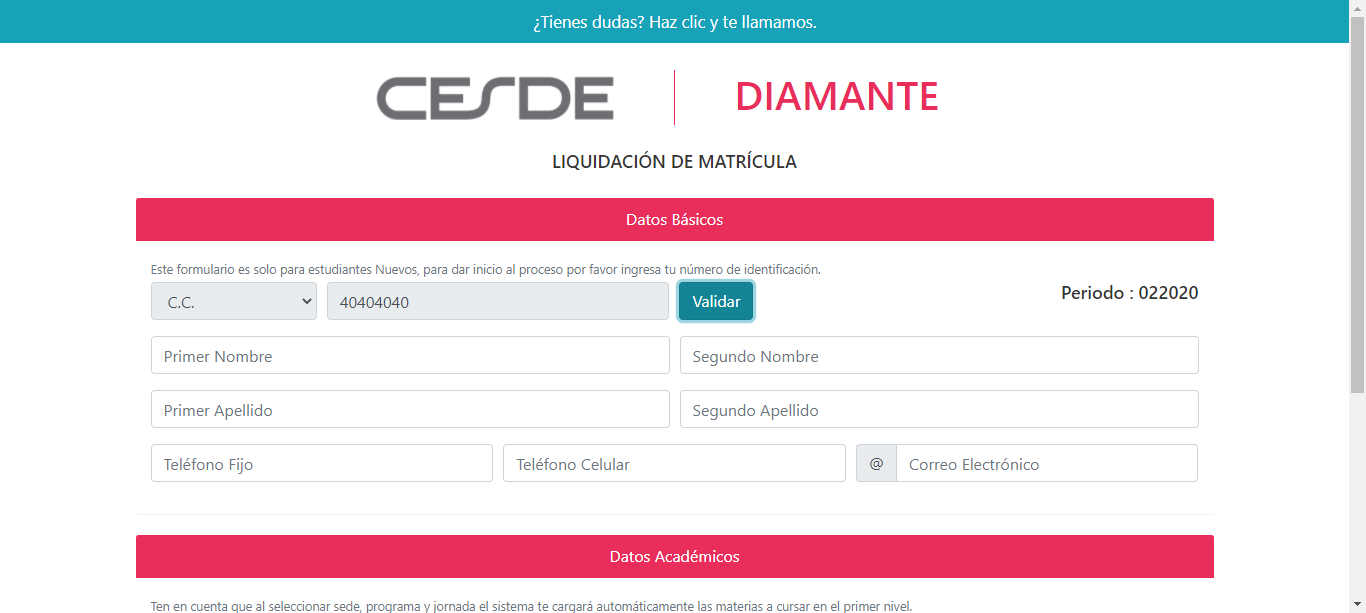 ¿Tienes dudas? Haz clic y te llamamos.
CESDE
DIAMANTE
LIQUIDACIÓN DE MATRÍCULA
Datos Básicos
Este formulario es solo para estudiantes Nuevos, para dar inicio al proceso por favor ingresa tu número de identificación.
C.C. 40404040 Validar Periodo : 022020
Primer Nombre Segundo Nombre
Primer Apellido Segundo Apellido
Teléfono Fijo Teléfono Celular @ Correo Electrónico
Datos Académicos
Ten en cuenta que al seleccionar sede, programa y jornada el sistema te cargará automáticamente las materias a cursar en el primer nivel.